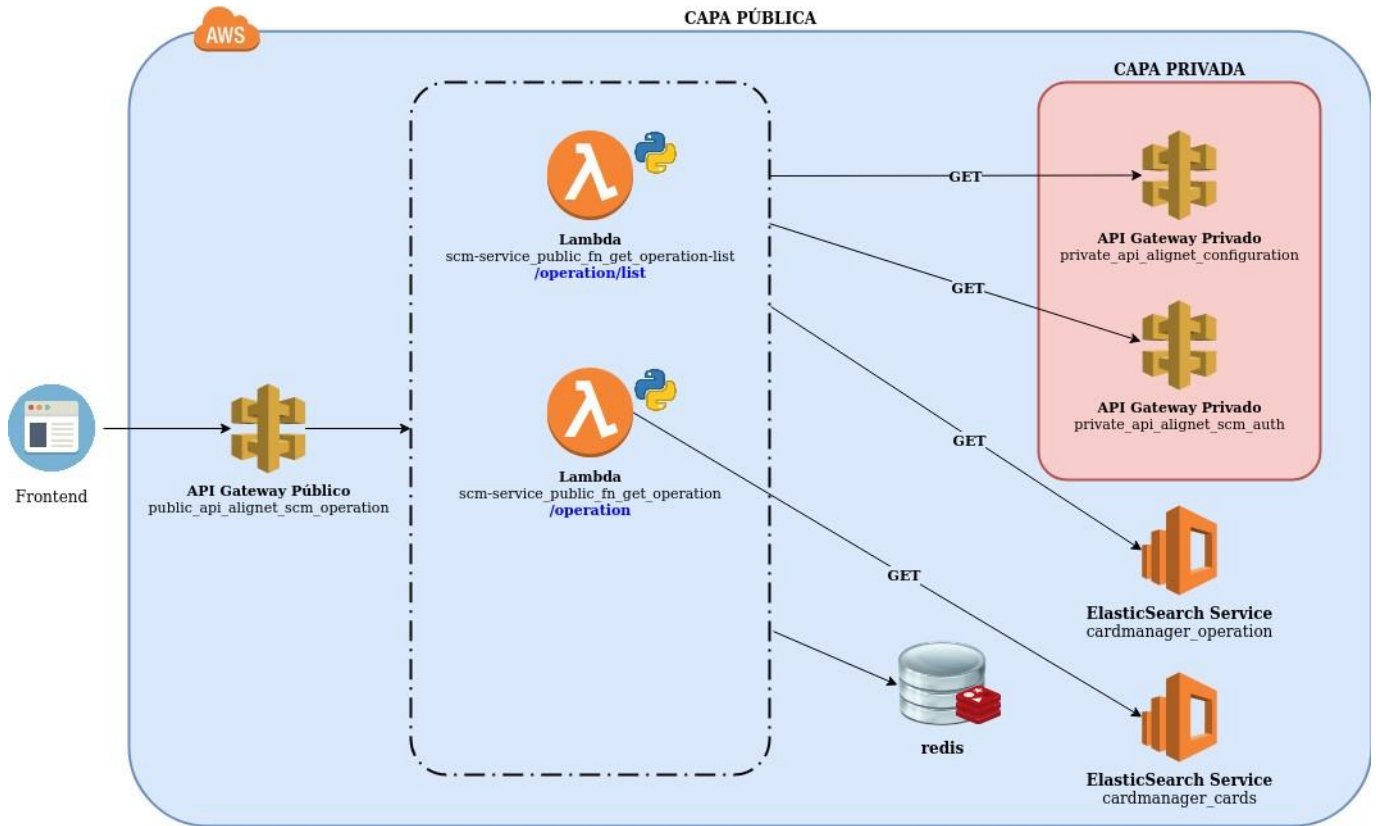 CAPA PÚBLICA
AWS
CAPA PRIVADA
Lambda
scm-service_public_fn_get_operation-list
/operation/list
GET
API Gateway Privado
private_api_alignet_configuration
GET
API Gateway Privado
private_api_alignet_scm_auth
Frontend
API Gateway Público
public_api_alignet_scm_operation
Lambda
scm-service_public_fn_get_operation
/operation
GET
GET
ElasticSearch Service
cardmanager_operation
redis
ElasticSearch Service
cardmanager_cards